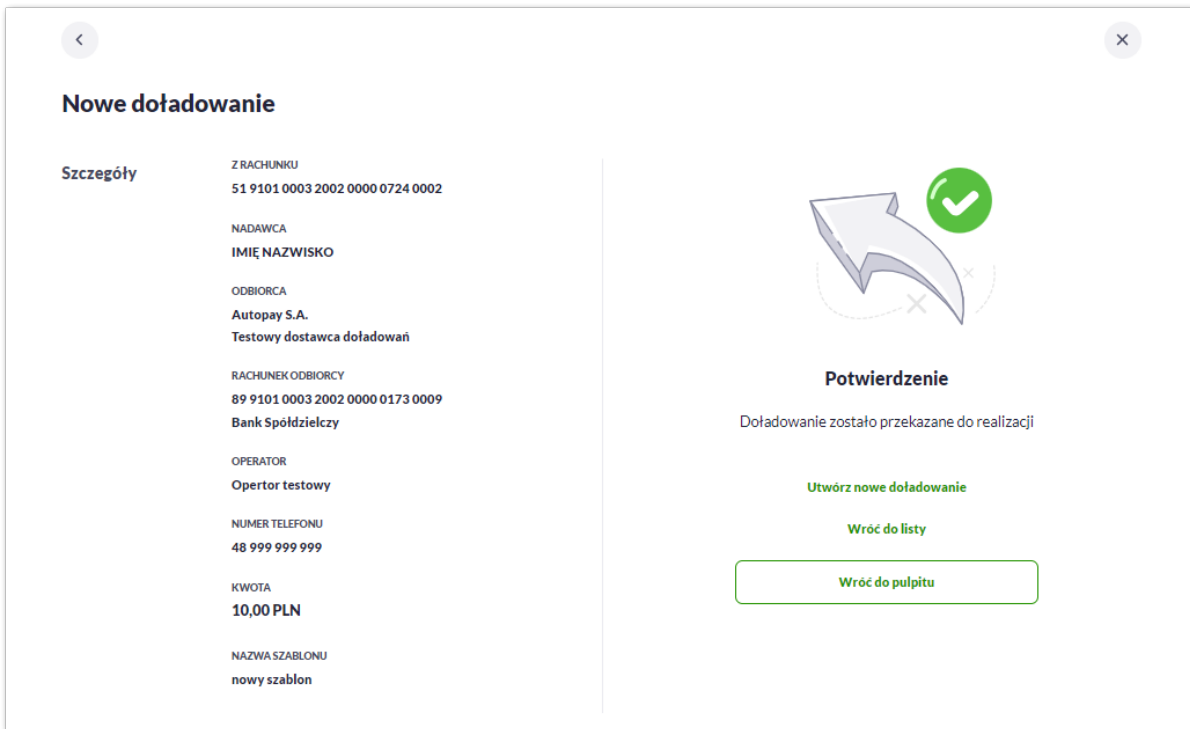 Nowe doładowanie
Szczegóły
Z RACHUNKU
51 9101 0003 2002 0000 0724 0002
NADAWCA
IMIĘ NAZWISKO
ODBIORCA
Autopay S.A.
Testowy dostawca doładowań
RACHUNEK ODBIORCY
89 9101 0003 2002 0000 0173 0009
Bank Spółdzielczy
OPERATOR
Opertor testowy
NUMER TELEFONU
48 999 999 999
KWOTA
10,00 PLN
NAZWA SZABLONU
nowy szablon
Potwierdzenie
Doładowanie zostało przekazane do realizacji
Utwórz nowe doładowanie
Wróć do listy
Wróć do pulpitu